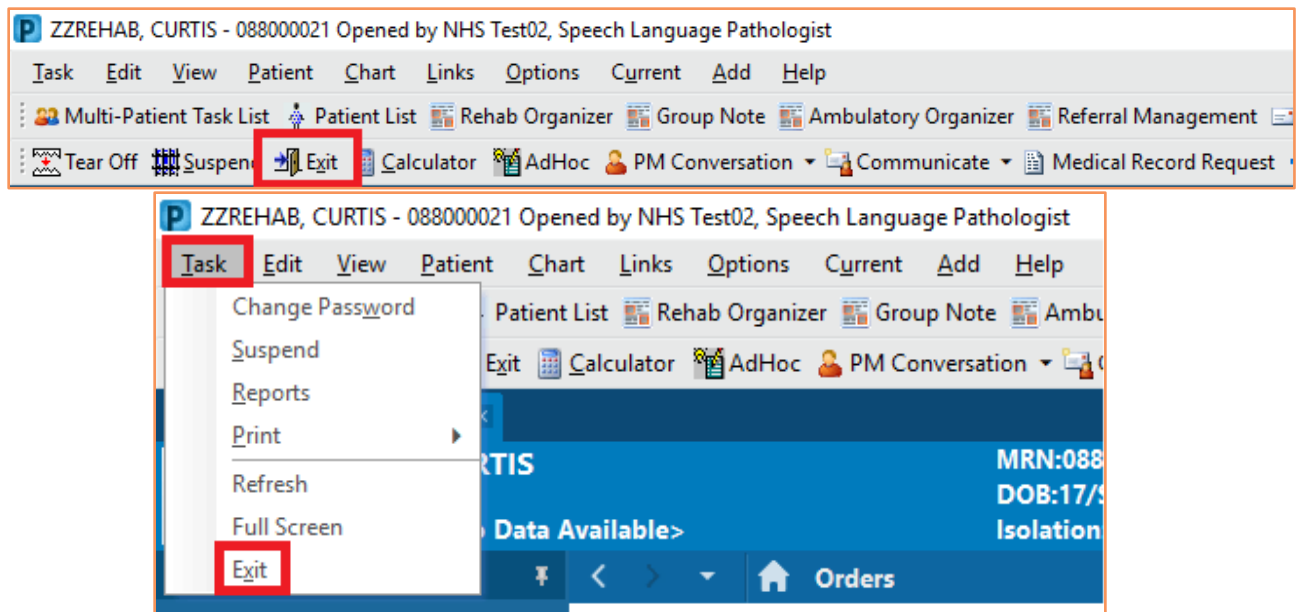 P ZZREHAB, CURTIS - 088000021 Opened by NHS Test02, Speech Language Pathologist
Task Edit View Patient Chart Links Options Current Add Help
Multi-Patient Task List Patient List Rehab Organizer Group Note Ambulatory Organizer Referral Management
Tear Off Suspend Exit Calculator AdHoc PM Conversation Communicate Medical Record Request
P ZZREHAB, CURTIS - 088000021 Opened by NHS Test02, Speech Language Pathologist
Task Edit View Patient Chart Links Options Current Add Help
Change Password
Patient List Rehab Organizer Group Note Ambu
Suspend
Exit Calculator AdHoc PM Conversation
Reports
Print
RTIS MRN:088
Refresh
DOB:17/
Full Screen
Data Available> Isolation:
Exit
Orders